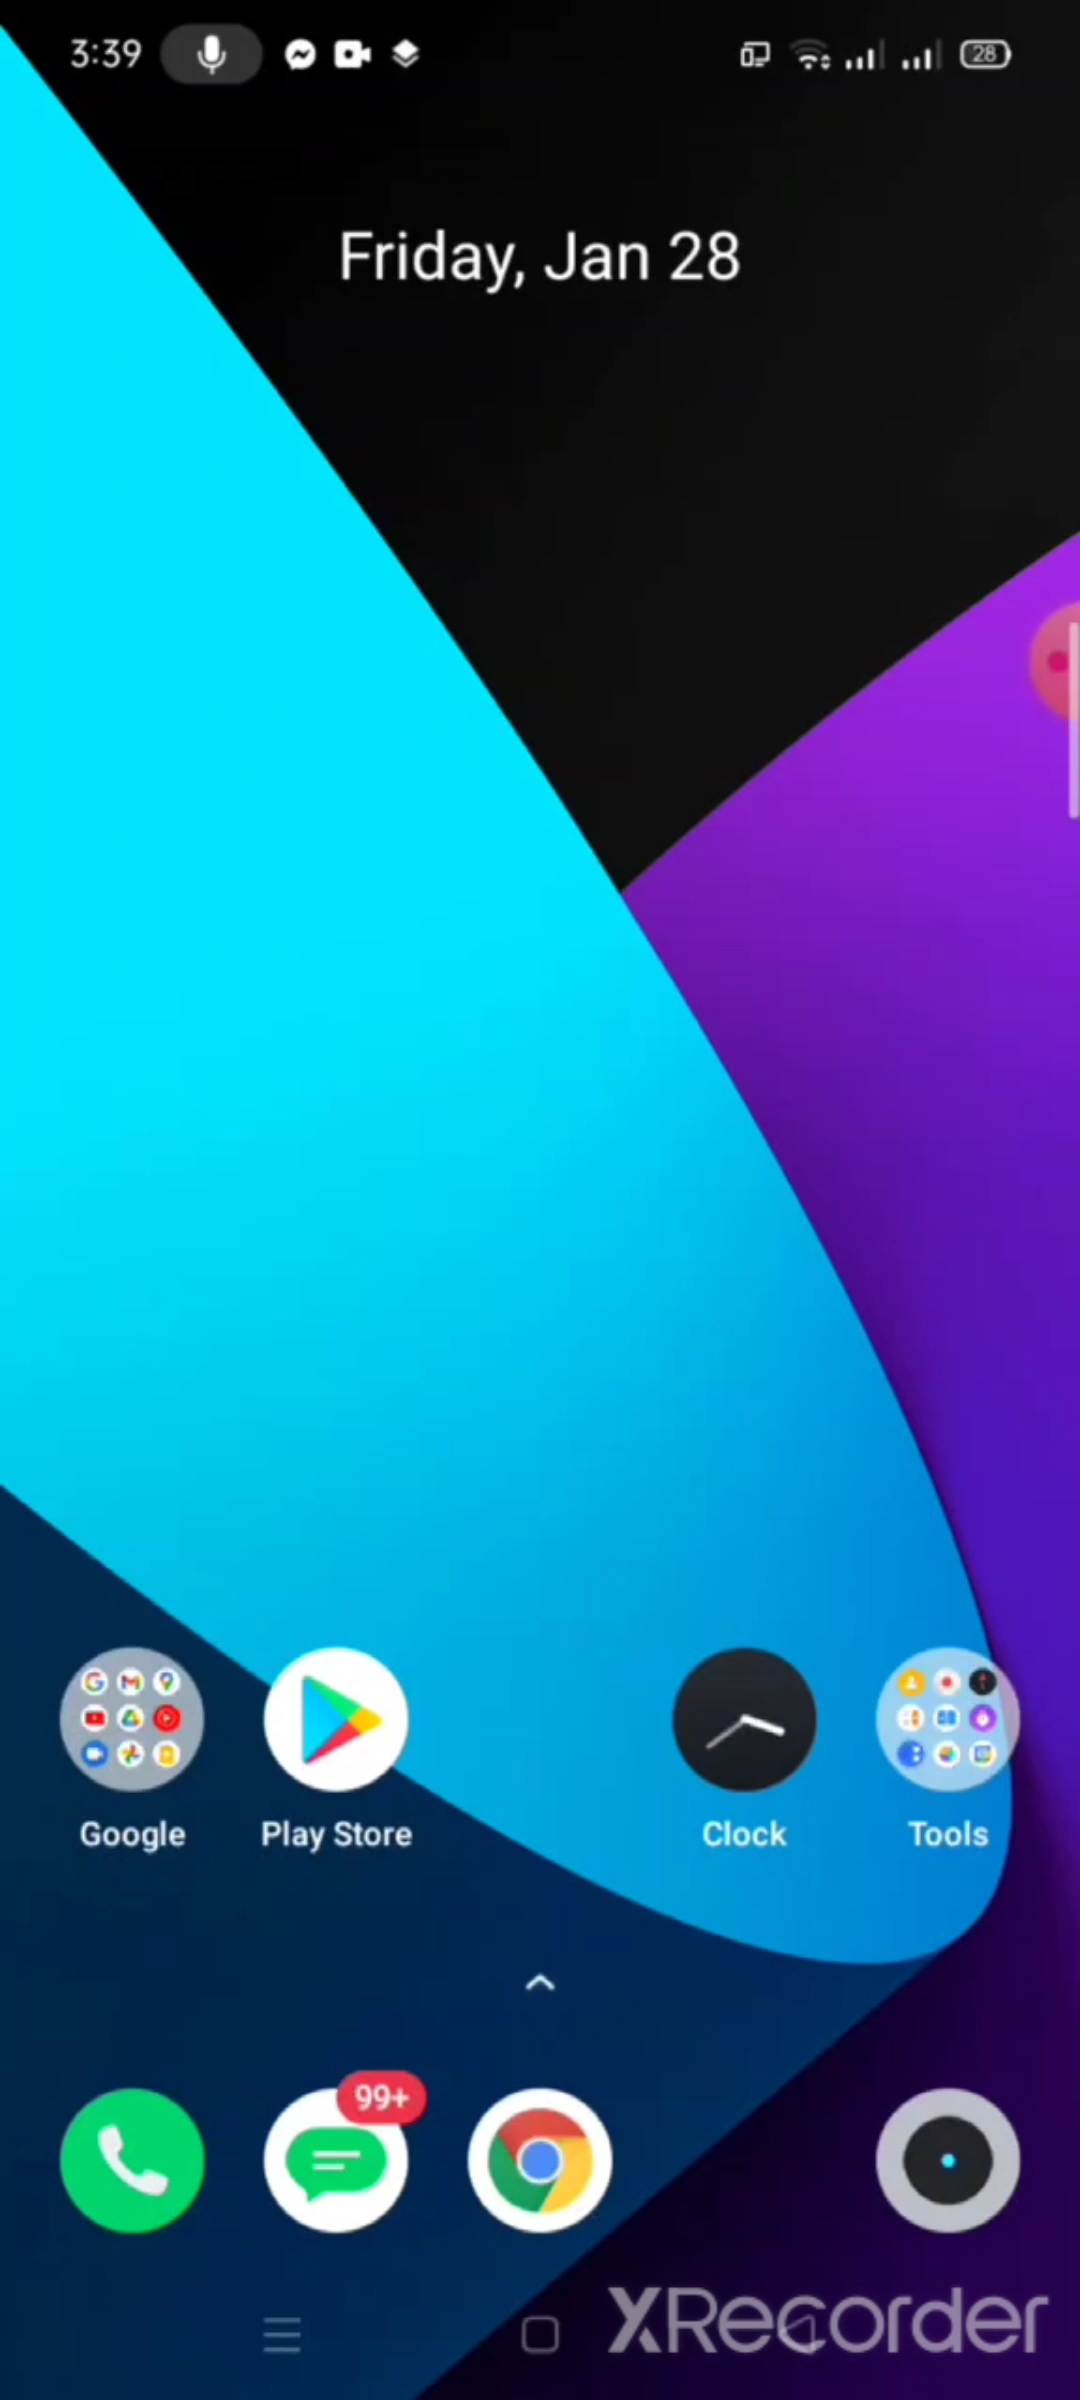 3:39
28
Friday, Jan 28
Google
Play Store
Clock
Tools
99+
XRecorder